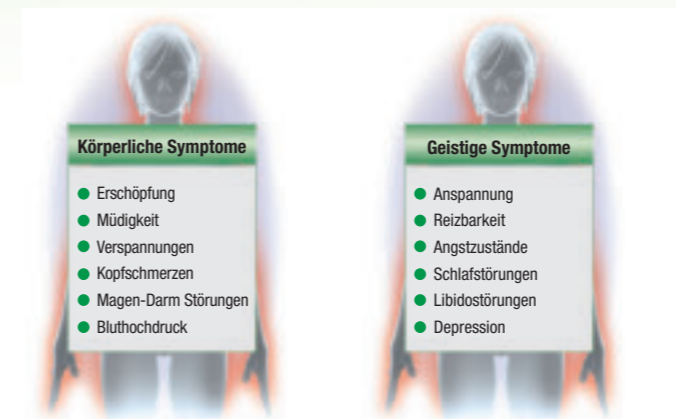 Körperliche Symptome
Erschöpfung
Müdigkeit
Verspannungen
Kopfschmerzen
Magen-Darm Störungen
Bluthochdruck
Geistige Symptome
Anspannung
Reizbarkeit
Angstzustände
Schlafstörungen
Libidostörungen
Depression